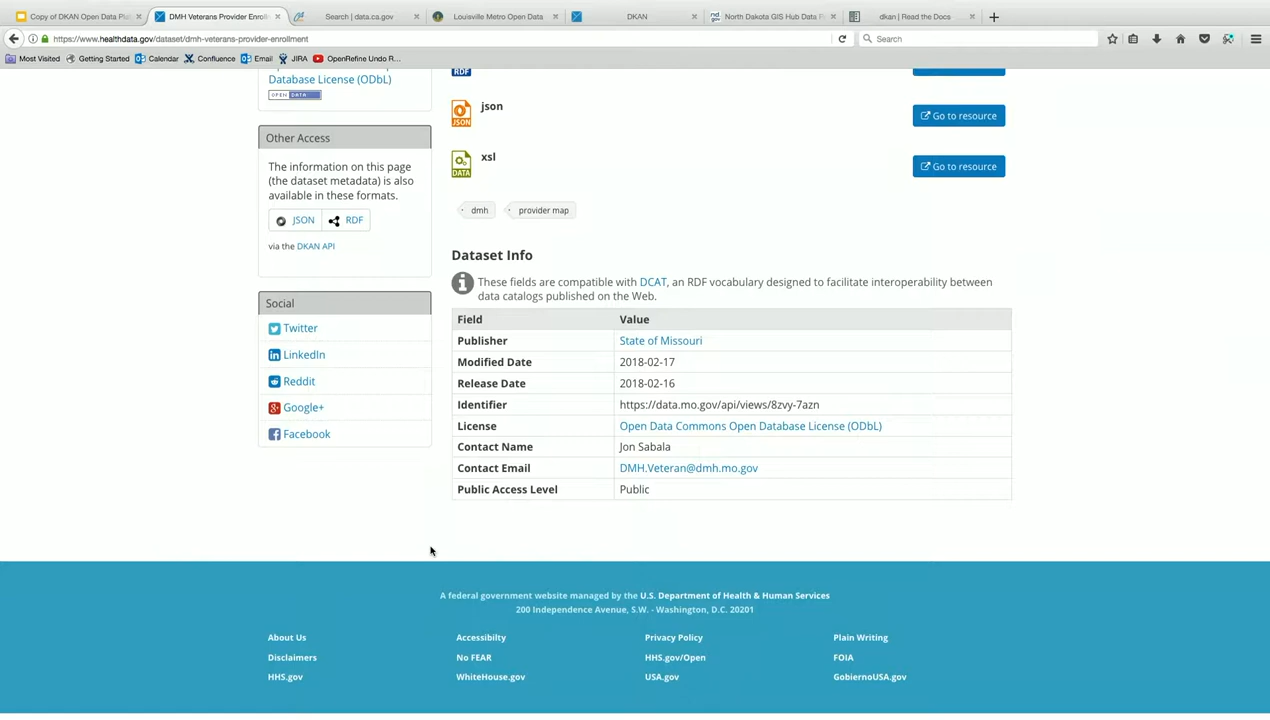 Copy of DKAN Open Data Pla
DMH Veterans Provider Enroll
Search | data.ca.gov
Louisville Metro Open Data
DKAN
North Dakota GIS Hub Data P
dkan | Read the Docs
https://www.healthdata.gov/dataset/dmh-veterans-provider-enrollment
Search
Most Visited
Getting Started
Calendar
Confluence
Email
JIRA
OpenRefine Undo R...
Database License (ODbL)
OPEN DATA
Other Access
The information on this page
(the dataset metadata) is also
available in these formats.
JSON
RDF
via the DKAN API
Social
Twitter
LinkedIn
Reddit
Google+
Facebook
RDF
JSON
json
Go to resource
DATA
xsl
Go to resource
dmh
provider map
Dataset Info
These fields are compatible with DCAT, an RDF vocabulary designed to facilitate interoperability between
data catalogs published on the Web.
Field Value
Publisher State of Missouri
Modified Date 2018-02-17
Release Date 2018-02-16
Identifier https://data.mo.gov/api/views/8zvy-7azn
License Open Data Commons Open Database License (ODbL)
Contact Name Jon Sabala
Contact Email DMH.Veteran@dmh.mo.gov
Public Access Level Public
A federal government website managed by the U.S. Department of Health & Human Services
200 Independence Avenue, S.W. - Washington, D.C. 20201
About Us Accessibilty Privacy Policy Plain Writing
Disclaimers No FEAR HHS.gov/Open FOIA
HHS.gov WhiteHouse.gov USA.gov GobiernoUSA.gov